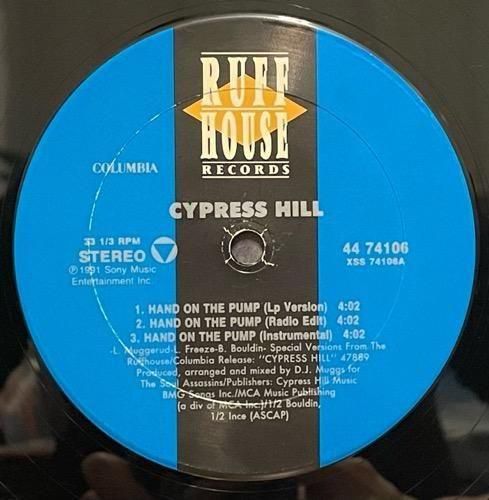 RUFF
HOUSE
RECORDS
COLUMBIA
CYPRESS HILL
33 1/3 RPM
STEREO
℗ 1991 Sony Music
Entertainment Inc.
44 74106
XSS 74106A
1. HAND ON THE PUMP (Lp Version) 4:02
2. HAND ON THE PUMP (Radio Edit) 4:02
3. HAND ON THE PUMP (Instrumental) 4:02
-L. Muggerud-L. Freeze-B. Bouldin- Special Versions From The
Ruffhouse/Columbia Release: "CYPRESS HILL" 47889
Produced, arranged and mixed by D.J. Muggs for
The Soul Assassins/Publishers: Cypress Hill Music
BMG Songs Inc./MCA Music Publishing
(a div of MCA Inc.)/1/2 Bouldin,
1/2 Ince (ASCAP)